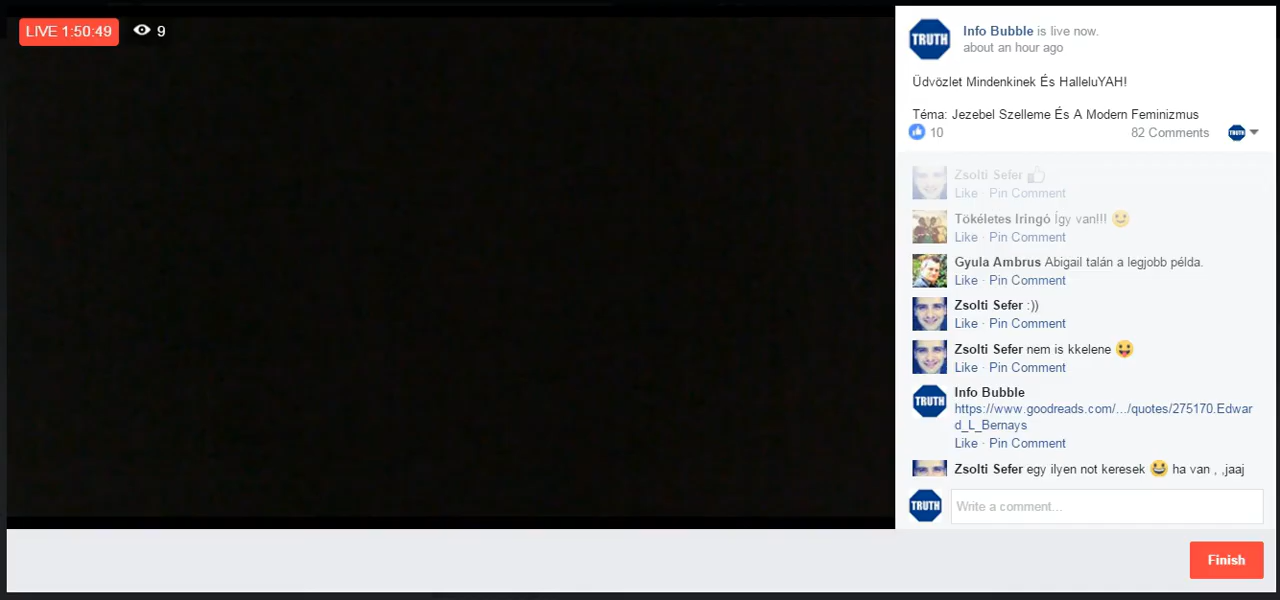 LIVE 1:50:49
9
TRUTH
Info Bubble is live now.
about an hour ago
Üdvözlet Mindenkinek És HalleluYAH!
Téma: Jezebel Szelleme És A Modern Feminizmus
10
82 Comments
TRUTH
Zsolti Sefer
Like · Pin Comment
Tökéletes Iringó Így van!!!
Like · Pin Comment
Gyula Ambrus Abigail talán a legjobb példa.
Like · Pin Comment
Zsolti Sefer :))
Like · Pin Comment
Zsolti Sefer nem is kkelene 😛
Like · Pin Comment
TRUTH
Info Bubble
https://www.goodreads.com/.../quotes/275170.Edwar
d_L_Bernays
Like · Pin Comment
Zsolti Sefer egy ilyen not keresek 😆 ha van , ,jaaj
TRUTH
Write a comment...
Finish